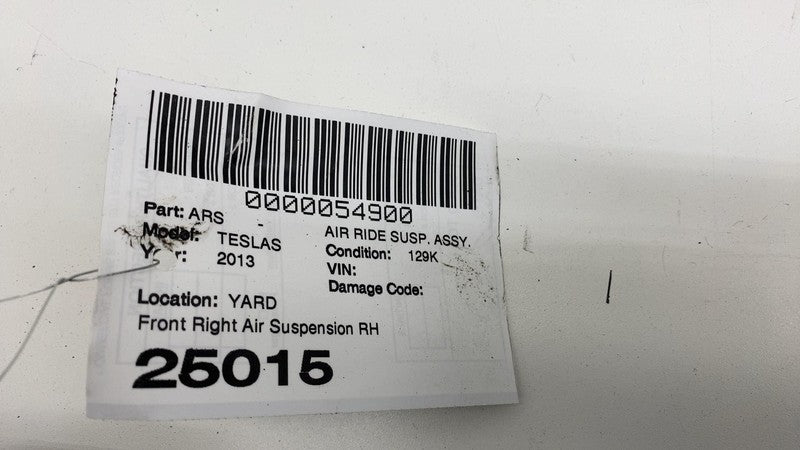 0000054900
Part: ARS AIR RIDE SUSP. ASSY.
Model: TESLAS Condition: 129K
Year: 2013 VIN:
Damage Code:
Location: YARD
Front Right Air Suspension RH
25015